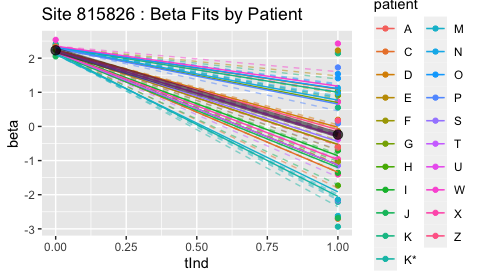 Site 815826 : Beta Fits by Patient
beta
2
1
0
-1
-2
-3
0.00
0.25
0.50
0.75
1.00
tInd
patient
A
C
D
E
F
G
H
I
J
K
K*
M
N
O
P
S
T
U
W
X
Z